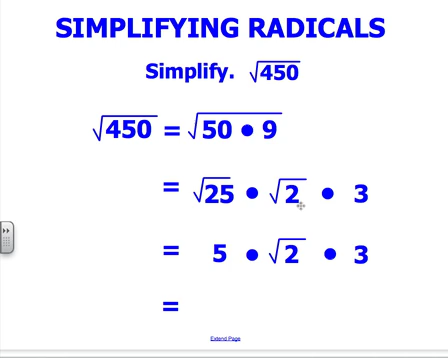 SIMPLIFYING RADICALS
Simplify. √450
√450 = √50 • 9
= √25 • √2 • 3
= 5 • √2 • 3
=
Extend Page